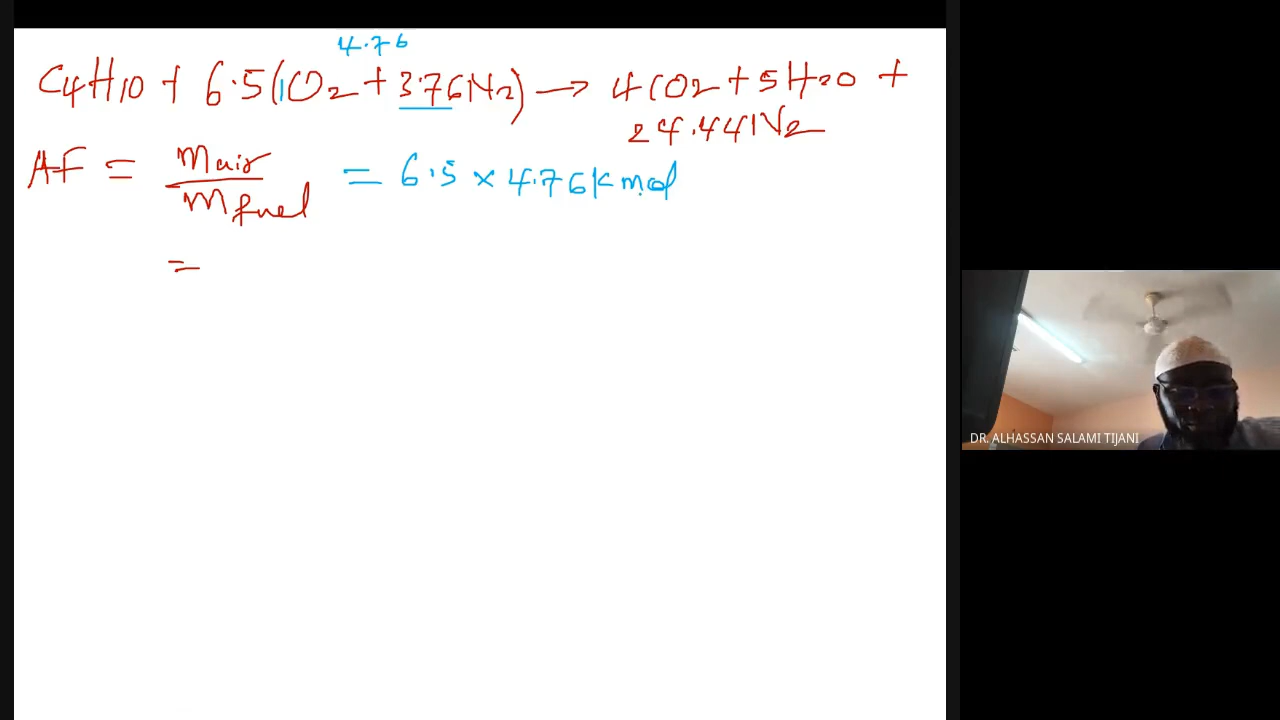 4.76
C4H10 + 6.5(1O2 + 3.76N2) → 4CO2 + 5H2O +
24.44N2
AF = mair / mfuel = 6.5 × 4.76 kmol
=
DR. ALHASSAN SALAMI TIJANI